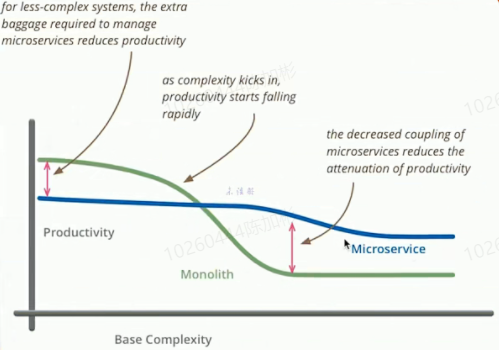 for less-complex systems, the extra
baggage required to manage
microservices reduces productivity
as complexity kicks in,
productivity starts falling
rapidly
the decreased coupling of
microservices reduces the
attenuation of productivity
Productivity
Microservice
Monolith
Base Complexity